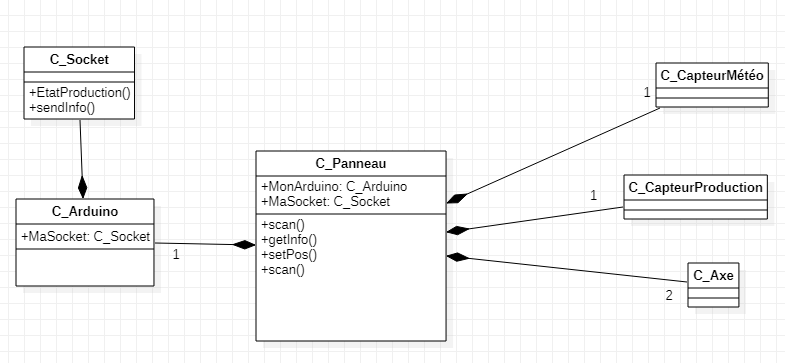 C_Socket
+EtatProduction()
+sendInfo()
C_Arduino
+MaSocket: C_Socket
1
C_Panneau
+MonArduino: C_Arduino
+MaSocket: C_Socket
+scan()
+getInfo()
+setPos()
+scan()
C_CapteurMétéo
1
C_CapteurProduction
1
C_Axe
2